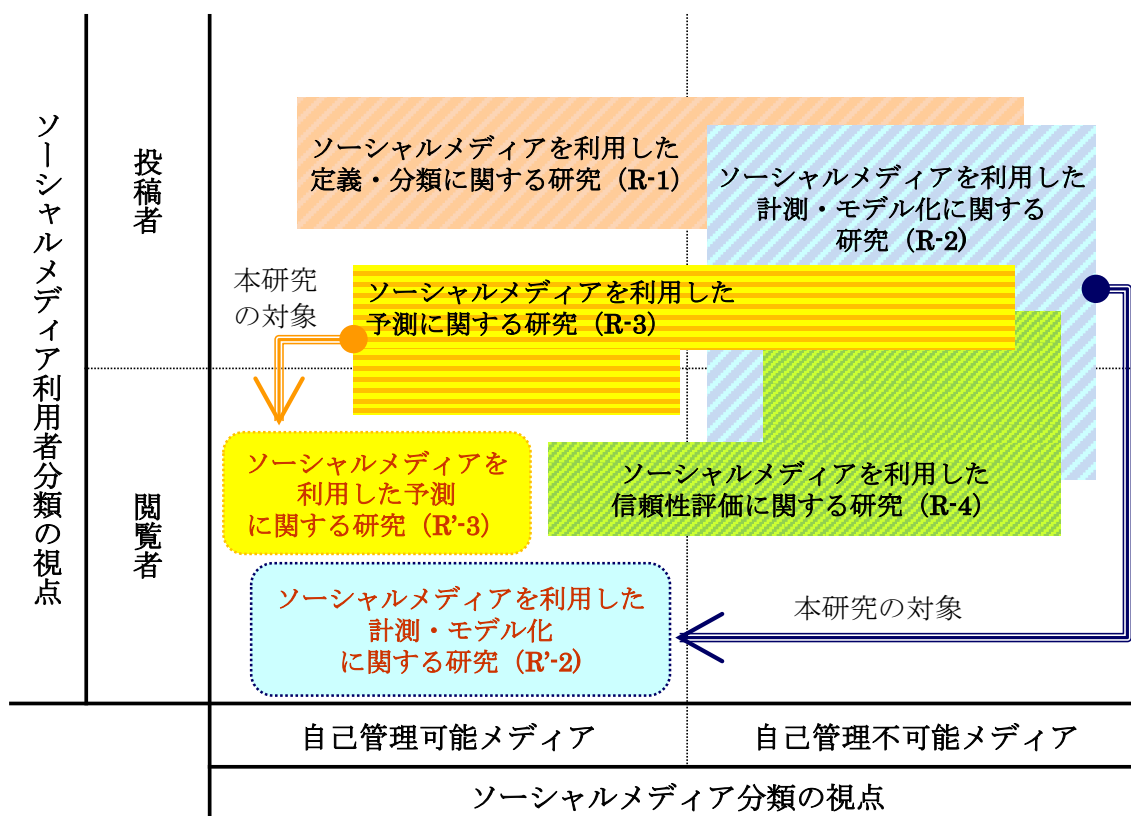 ソーシャルメディア利用者分類の視点
投稿者
閲覧者
ソーシャルメディアを利用した
定義・分類に関する研究（R-1）
ソーシャルメディアを利用した
計測・モデル化に関する
研究（R-2）
本研究
の対象
ソーシャルメディアを利用した
予測に関する研究（R-3）
ソーシャルメディアを
利用した予測
に関する研究（R’-3）
ソーシャルメディアを利用した
信頼性評価に関する研究（R-4）
ソーシャルメディアを利用した
計測・モデル化
に関する研究（R’-2）
本研究の対象
自己管理可能メディア
自己管理不可能メディア
ソーシャルメディア分類の視点